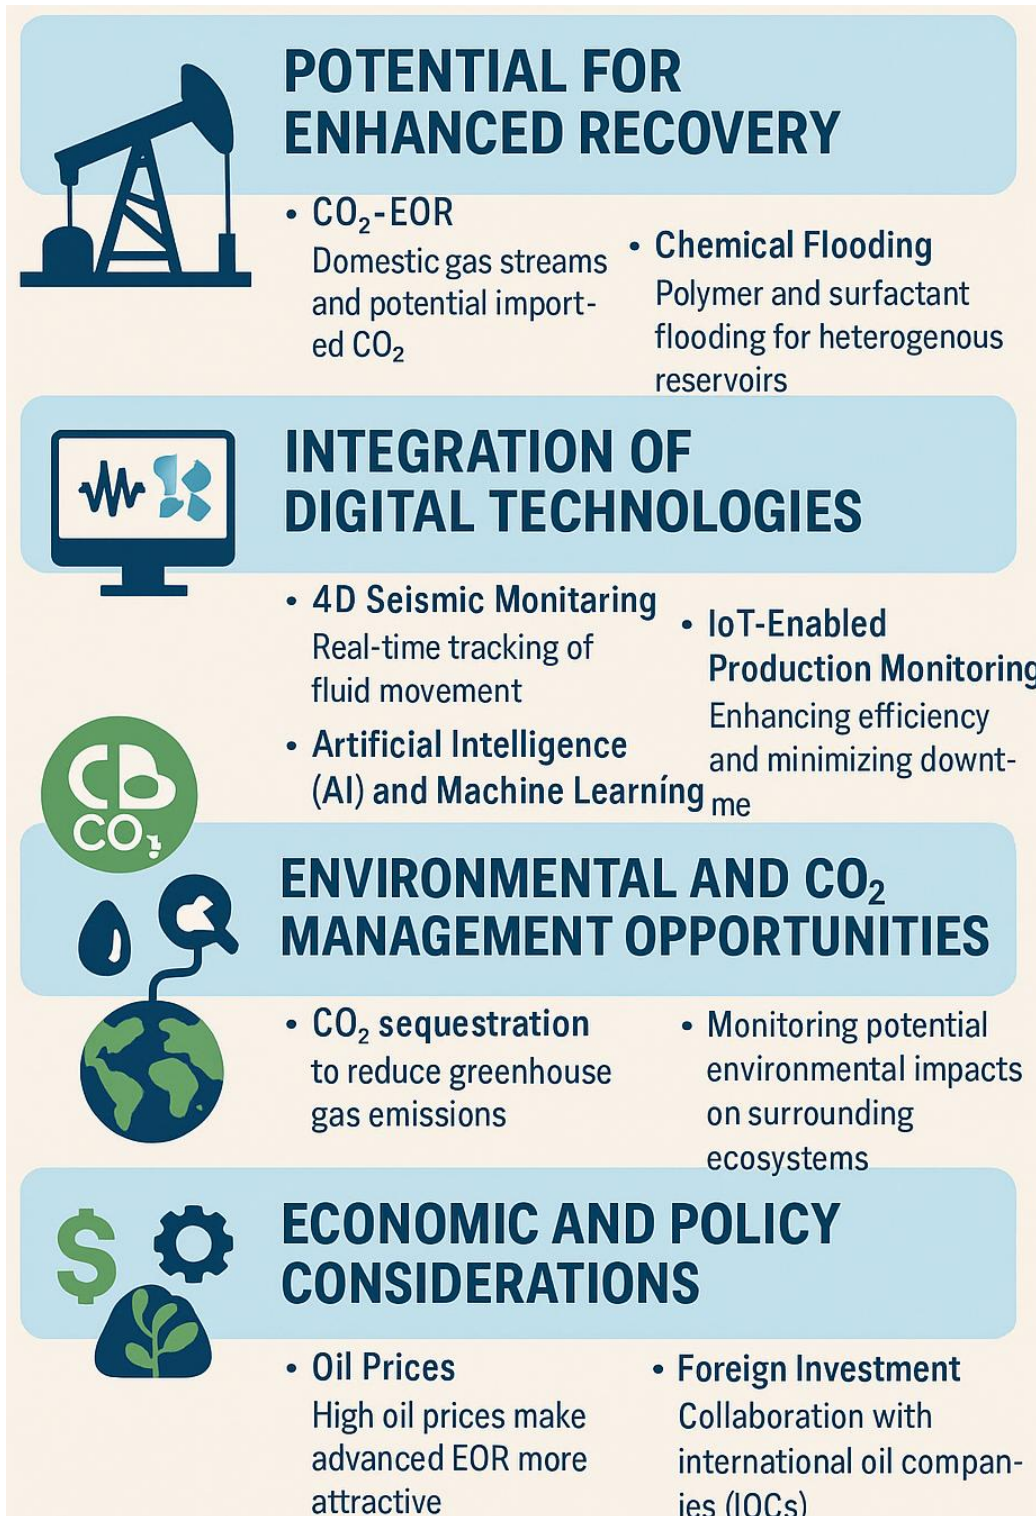 POTENTIAL FOR
ENHANCED RECOVERY
• CO₂-EOR
Domestic gas streams
and potential import-
ed CO₂
• Chemical Flooding
Polymer and surfactant
flooding for heterogenous
reservoirs
INTEGRATION OF
DIGITAL TECHNOLOGIES
• 4D Seismic Monitaring
Real-time tracking of
fluid movement
• Artificial Intelligence
(AI) and Machine Learníng
• IoT-Enabled
Production Monitoring
Enhancing efficiency
and minimizing downt-
me
CO
ENVIRONMENTAL AND CO₂
MANAGEMENT OPPORTUNITIES
• CO₂ sequestration
to reduce greenhouse
gas emissions
• Monitoring potential
environmental impacts
on surrounding
ecosystems
$
ECONOMIC AND POLICY
CONSIDERATIONS
• Oil Prices
High oil prices make
advanced EOR more
attractive
• Foreign Investment
Collaboration with
international oil compan-
ies (IOCs)